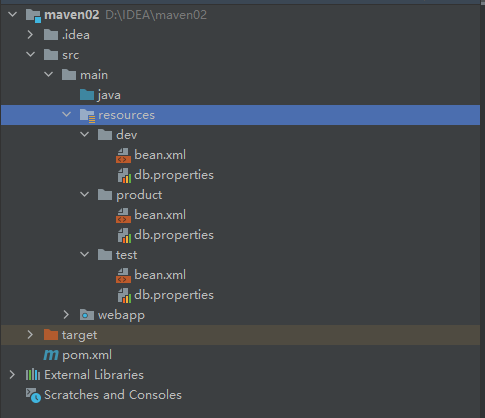 maven02 D:\IDEA\maven02
.idea
src
main
java
resources
dev
bean.xml
db.properties
product
bean.xml
db.properties
test
bean.xml
db.properties
webapp
target
pom.xml
External Libraries
Scratches and Consoles